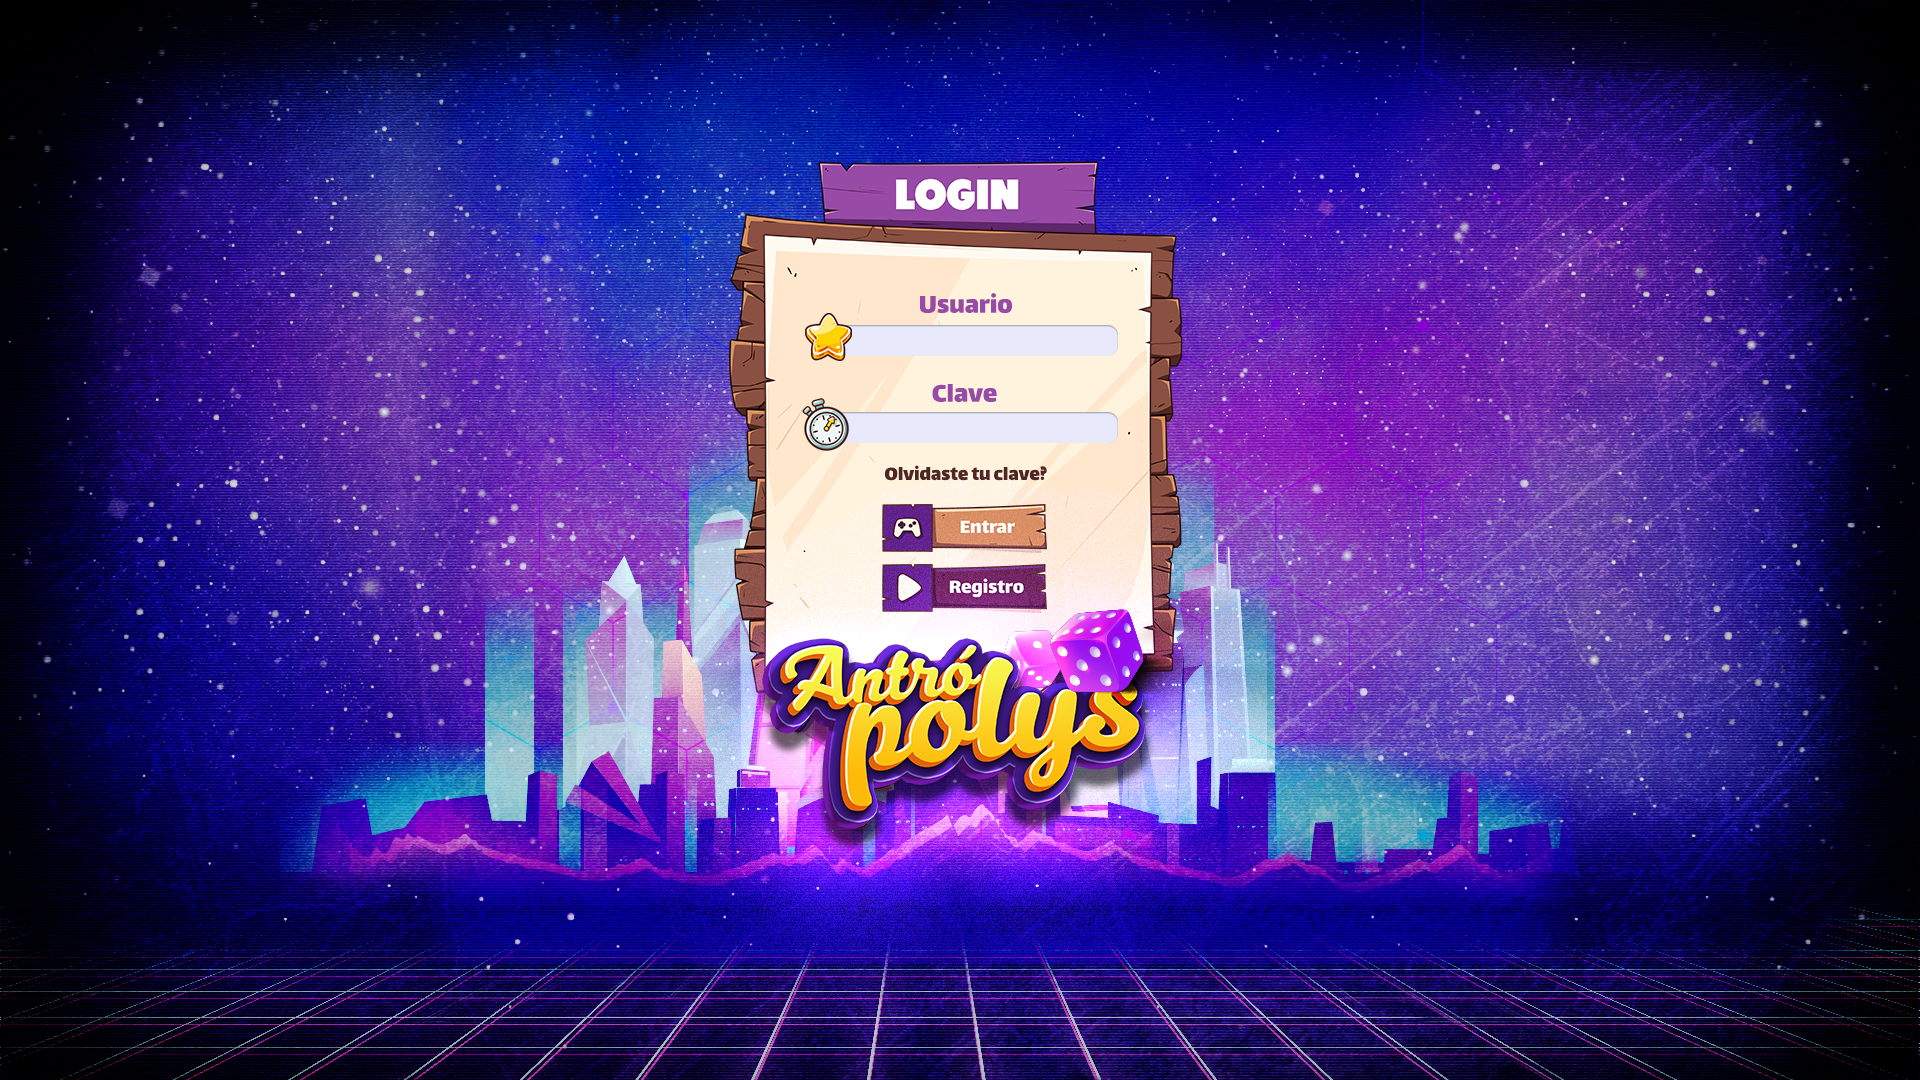 LOGIN
Usuario
Clave
Olvidaste tu clave?
Entrar
Registro
Antró
polys